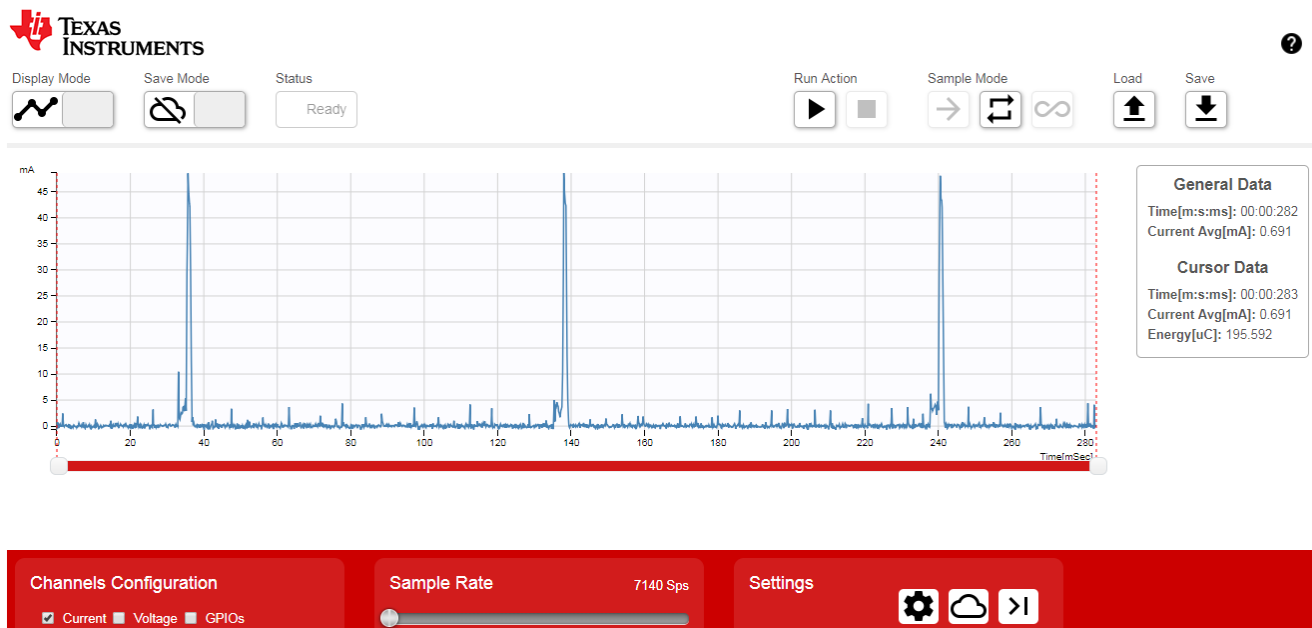 TEXAS
INSTRUMENTS
?
Display Mode Save Mode Status Run Action Sample Mode Load Save
Ready
mA
45
40
35
30
25
20
15
10
5
0
0 20 40 60 80 100 120 140 160 180 200 220 240 260 280
Time[mSec]
General Data
Time[m:s:ms]: 00:00:282
Current Avg[mA]: 0.691
Cursor Data
Time[m:s:ms]: 00:00:283
Current Avg[mA]: 0.691
Energy[uC]: 195.592
Channels Configuration
Current Voltage GPIOs
Sample Rate 7140 Sps
Settings